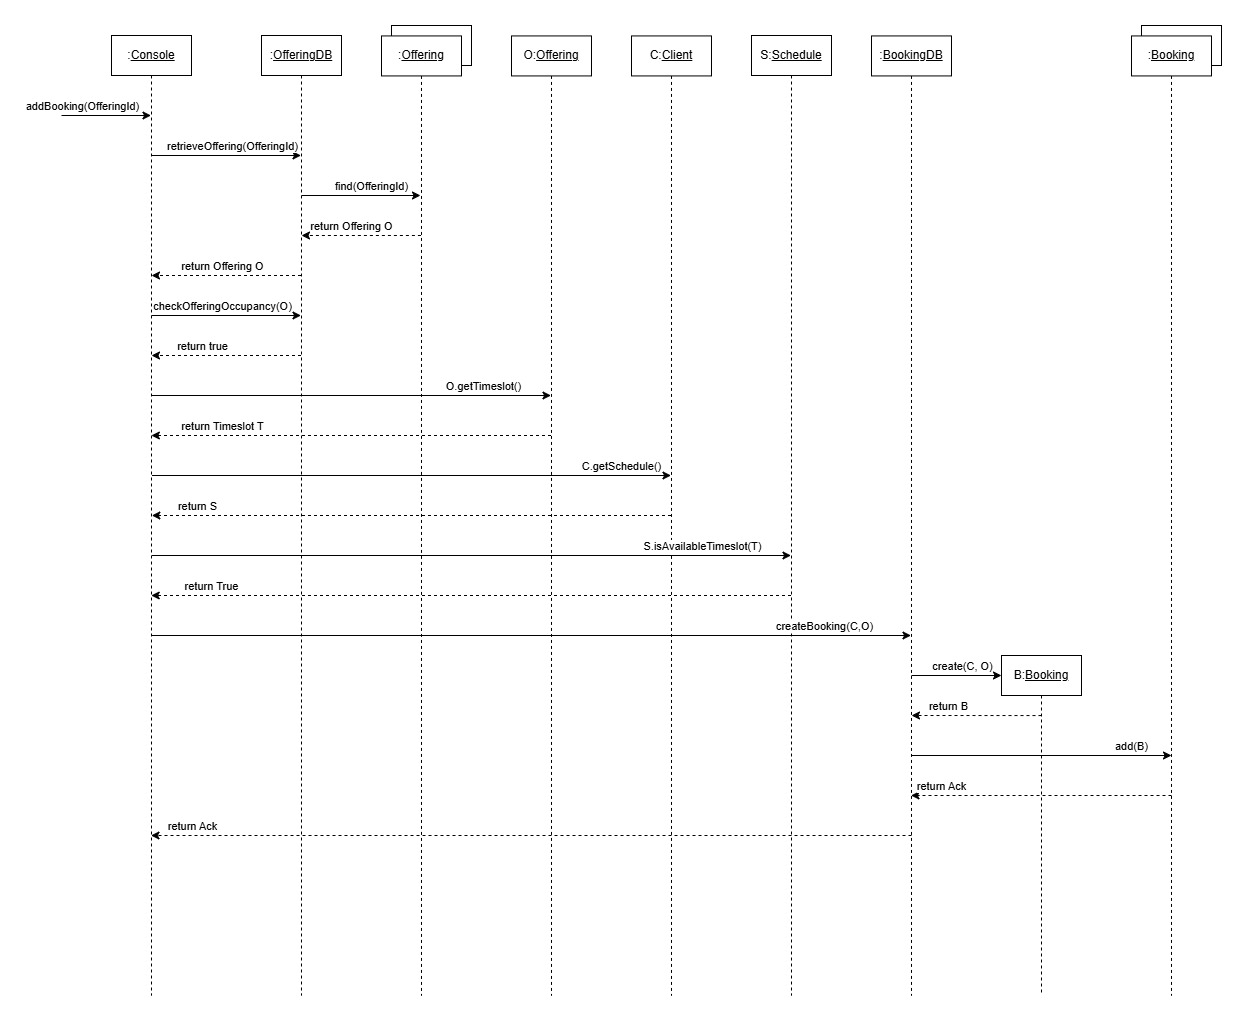 :Console
:OfferingDB
:Offering
O:Offering
C:Client
S:Schedule
:BookingDB
:Booking
addBooking(OfferingId)
retrieveOffering(OfferingId)
find(OfferingId)
return Offering O
return Offering O
checkOfferingOccupancy(O)
return true
O.getTimeslot()
return Timeslot T
C.getSchedule()
return S
S.isAvailableTimeslot(T)
return True
createBooking(C,O)
create(C, O)
B:Booking
return B
add(B)
return Ack
return Ack